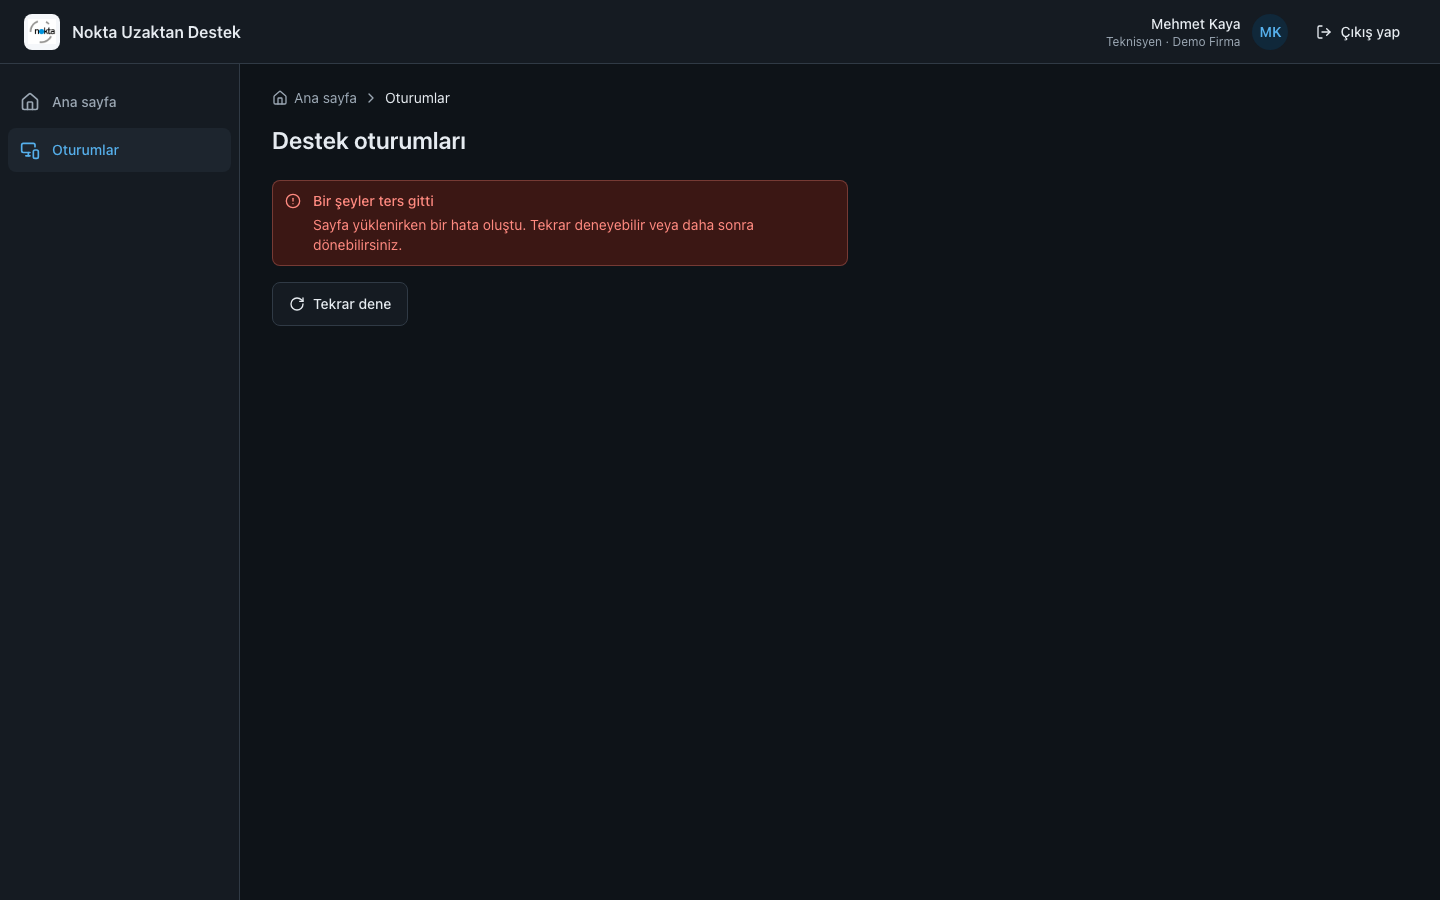 nokta
Nokta Uzaktan Destek
Mehmet Kaya
Teknisyen · Demo Firma
MK
Çıkış yap
Ana sayfa
Oturumlar
Ana sayfa
Oturumlar
Destek oturumları
Bir şeyler ters gitti
Sayfa yüklenirken bir hata oluştu. Tekrar deneyebilir veya daha sonra
dönebilirsiniz.
Tekrar dene